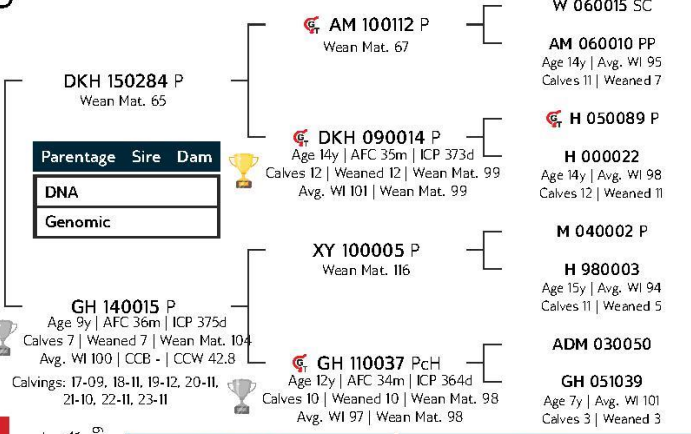 W 060015 SC
AM 100112 P
Wean Mat. 67
AM 060010 PP
Age 14y | Avg. WI 95
Calves 11 | Weaned 7
DKH 150284 P
Wean Mat. 65
H 050089 P
DKH 090014 P
Age 14y | AFC 35m | ICP 373d
Calves 12 | Weaned 12 | Wean Mat. 99
Avg. WI 101 | Wean Mat. 99
H 000022
Age 14y | Avg. WI 98
Calves 12 | Weaned 11
Parentage Sire Dam
DNA
Genomic
M 040002 P
XY 100005 P
Wean Mat. 116
H 980003
Age 15y | Avg. WI 94
Calves 11 | Weaned 5
GH 140015 P
Age 9y | AFC 36m | ICP 375d
Calves 7 | Weaned 7 | Wean Mat. 104
Avg. WI 100 | CCB - | CCW 42.8
Calvings: 17-09, 18-11, 19-12, 20-11,
21-10, 22-11, 23-11
ADM 030050
GH 110037 PcH
Age 12y | AFC 34m | ICP 364d
Calves 10 | Weaned 10 | Wean Mat. 98
Avg. WI 97 | Wean Mat. 98
GH 051039
Age 7y | Avg. WI 101
Calves 3 | Weaned 3